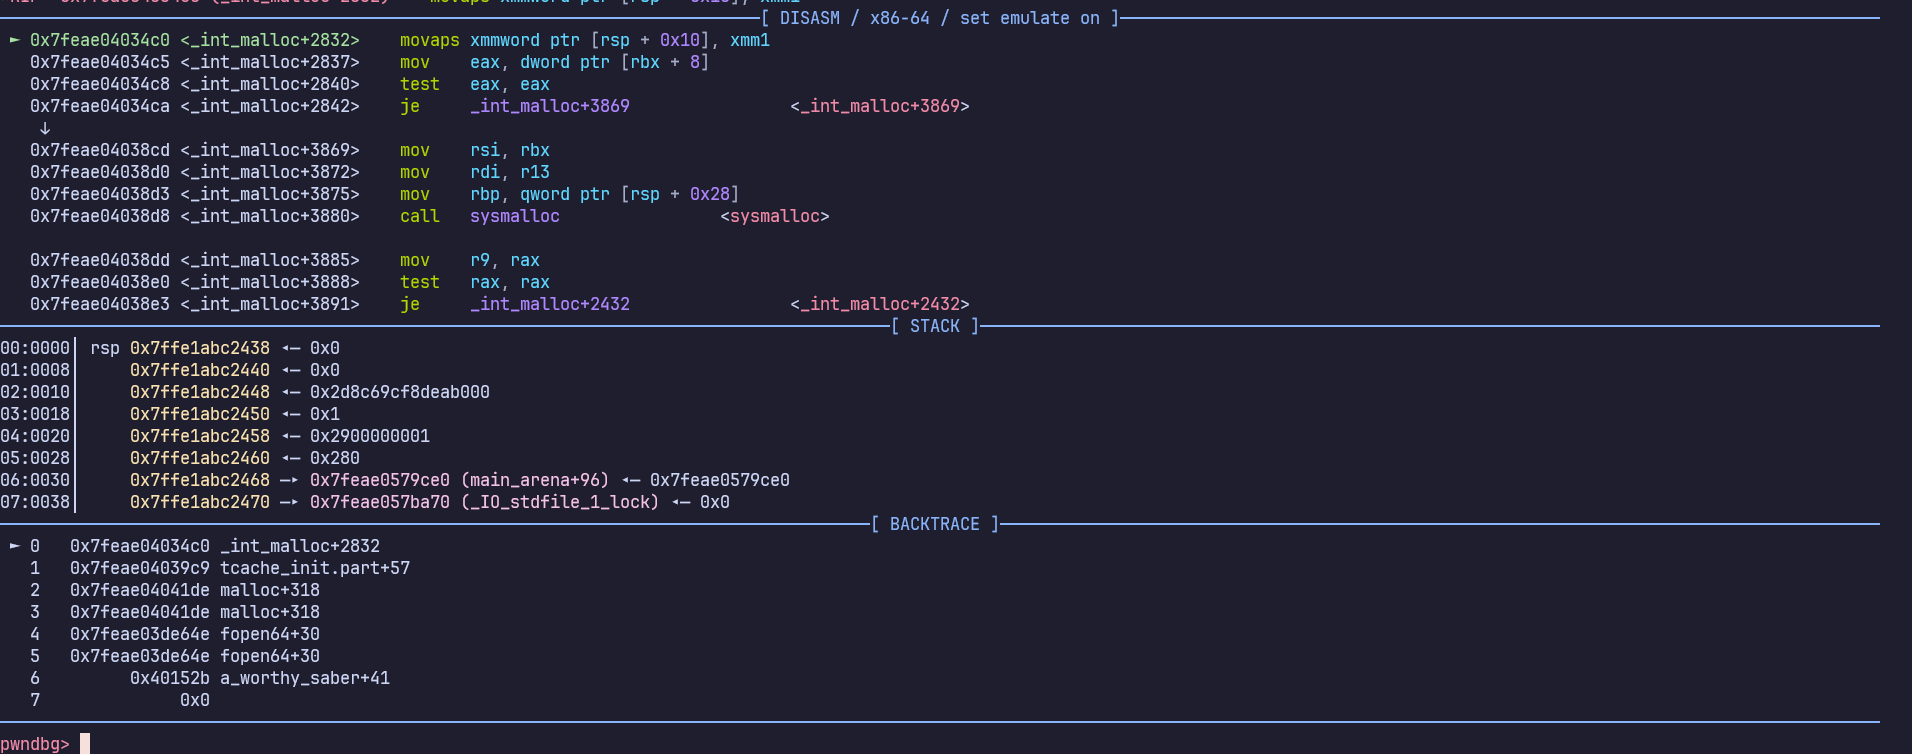 [ DISASM / x86-64 / set emulate on ]
► 0x7feae04034c0 <_int_malloc+2832>    movaps xmmword ptr [rsp + 0x10], xmm1
0x7feae04034c5 <_int_malloc+2837>    mov    eax, dword ptr [rbx + 8]
0x7feae04034c8 <_int_malloc+2840>    test   eax, eax
0x7feae04034ca <_int_malloc+2842>    je     _int_malloc+3869                <_int_malloc+3869>
↓
0x7feae04038cd <_int_malloc+3869>    mov    rsi, rbx
0x7feae04038d0 <_int_malloc+3872>    mov    rdi, r13
0x7feae04038d3 <_int_malloc+3875>    mov    rbp, qword ptr [rsp + 0x28]
0x7feae04038d8 <_int_malloc+3880>    call   sysmalloc                <sysmalloc>
0x7feae04038dd <_int_malloc+3885>    mov    r9, rax
0x7feae04038e0 <_int_malloc+3888>    test   rax, rax
0x7feae04038e3 <_int_malloc+3891>    je     _int_malloc+2432                <_int_malloc+2432>
[ STACK ]
00:0000│ rsp 0x7ffe1abc2438 ◂— 0x0
01:0008│     0x7ffe1abc2440 ◂— 0x0
02:0010│     0x7ffe1abc2448 ◂— 0x2d8c69cf8deab000
03:0018│     0x7ffe1abc2450 ◂— 0x1
04:0020│     0x7ffe1abc2458 ◂— 0x2900000001
05:0028│     0x7ffe1abc2460 ◂— 0x280
06:0030│     0x7ffe1abc2468 —▸ 0x7feae0579ce0 (main_arena+96) ◂— 0x7feae0579ce0
07:0038│     0x7ffe1abc2470 —▸ 0x7feae057ba70 (_IO_stdfile_1_lock) ◂— 0x0
[ BACKTRACE ]
► 0   0x7feae04034c0 _int_malloc+2832
1   0x7feae04039c9 tcache_init.part+57
2   0x7feae04041de malloc+318
3   0x7feae04041de malloc+318
4   0x7feae03de64e fopen64+30
5   0x7feae03de64e fopen64+30
6         0x40152b a_worthy_saber+41
7              0x0
pwndbg>